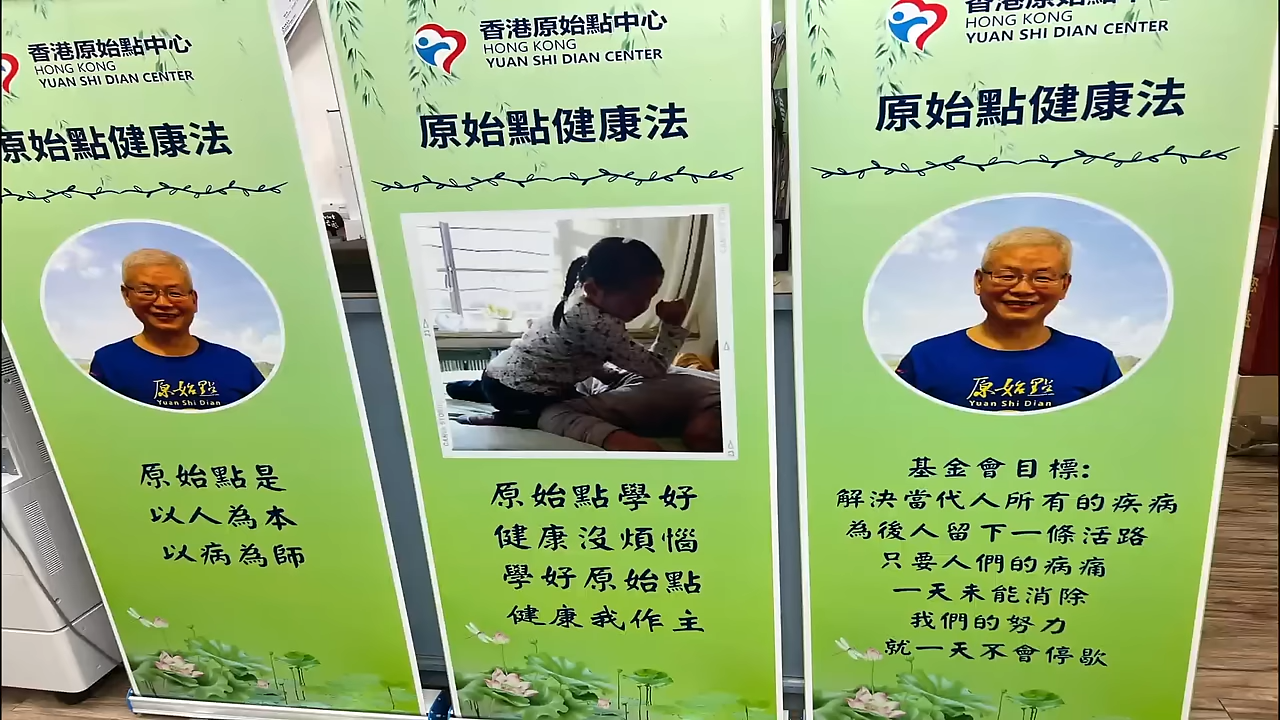 香港原始點中心
HONG KONG
YUAN SHI DIAN CENTER
原始點健康法
原始點
Yuan Shi Dian
原始點是
以人為本
以病為師
香港原始點中心
HONG KONG
YUAN SHI DIAN CENTER
原始點健康法
原始點學好
健康沒煩惱
學好原始點
健康我作主
香港原始點中心
HONG KONG
YUAN SHI DIAN CENTER
原始點健康法
原始點
Yuan Shi Dian
基金會目標:
解決當代人所有的疾病
為後人留下一條活路
只要人們的病痛
一天未能消除
我們的努力
就一天不會停歇